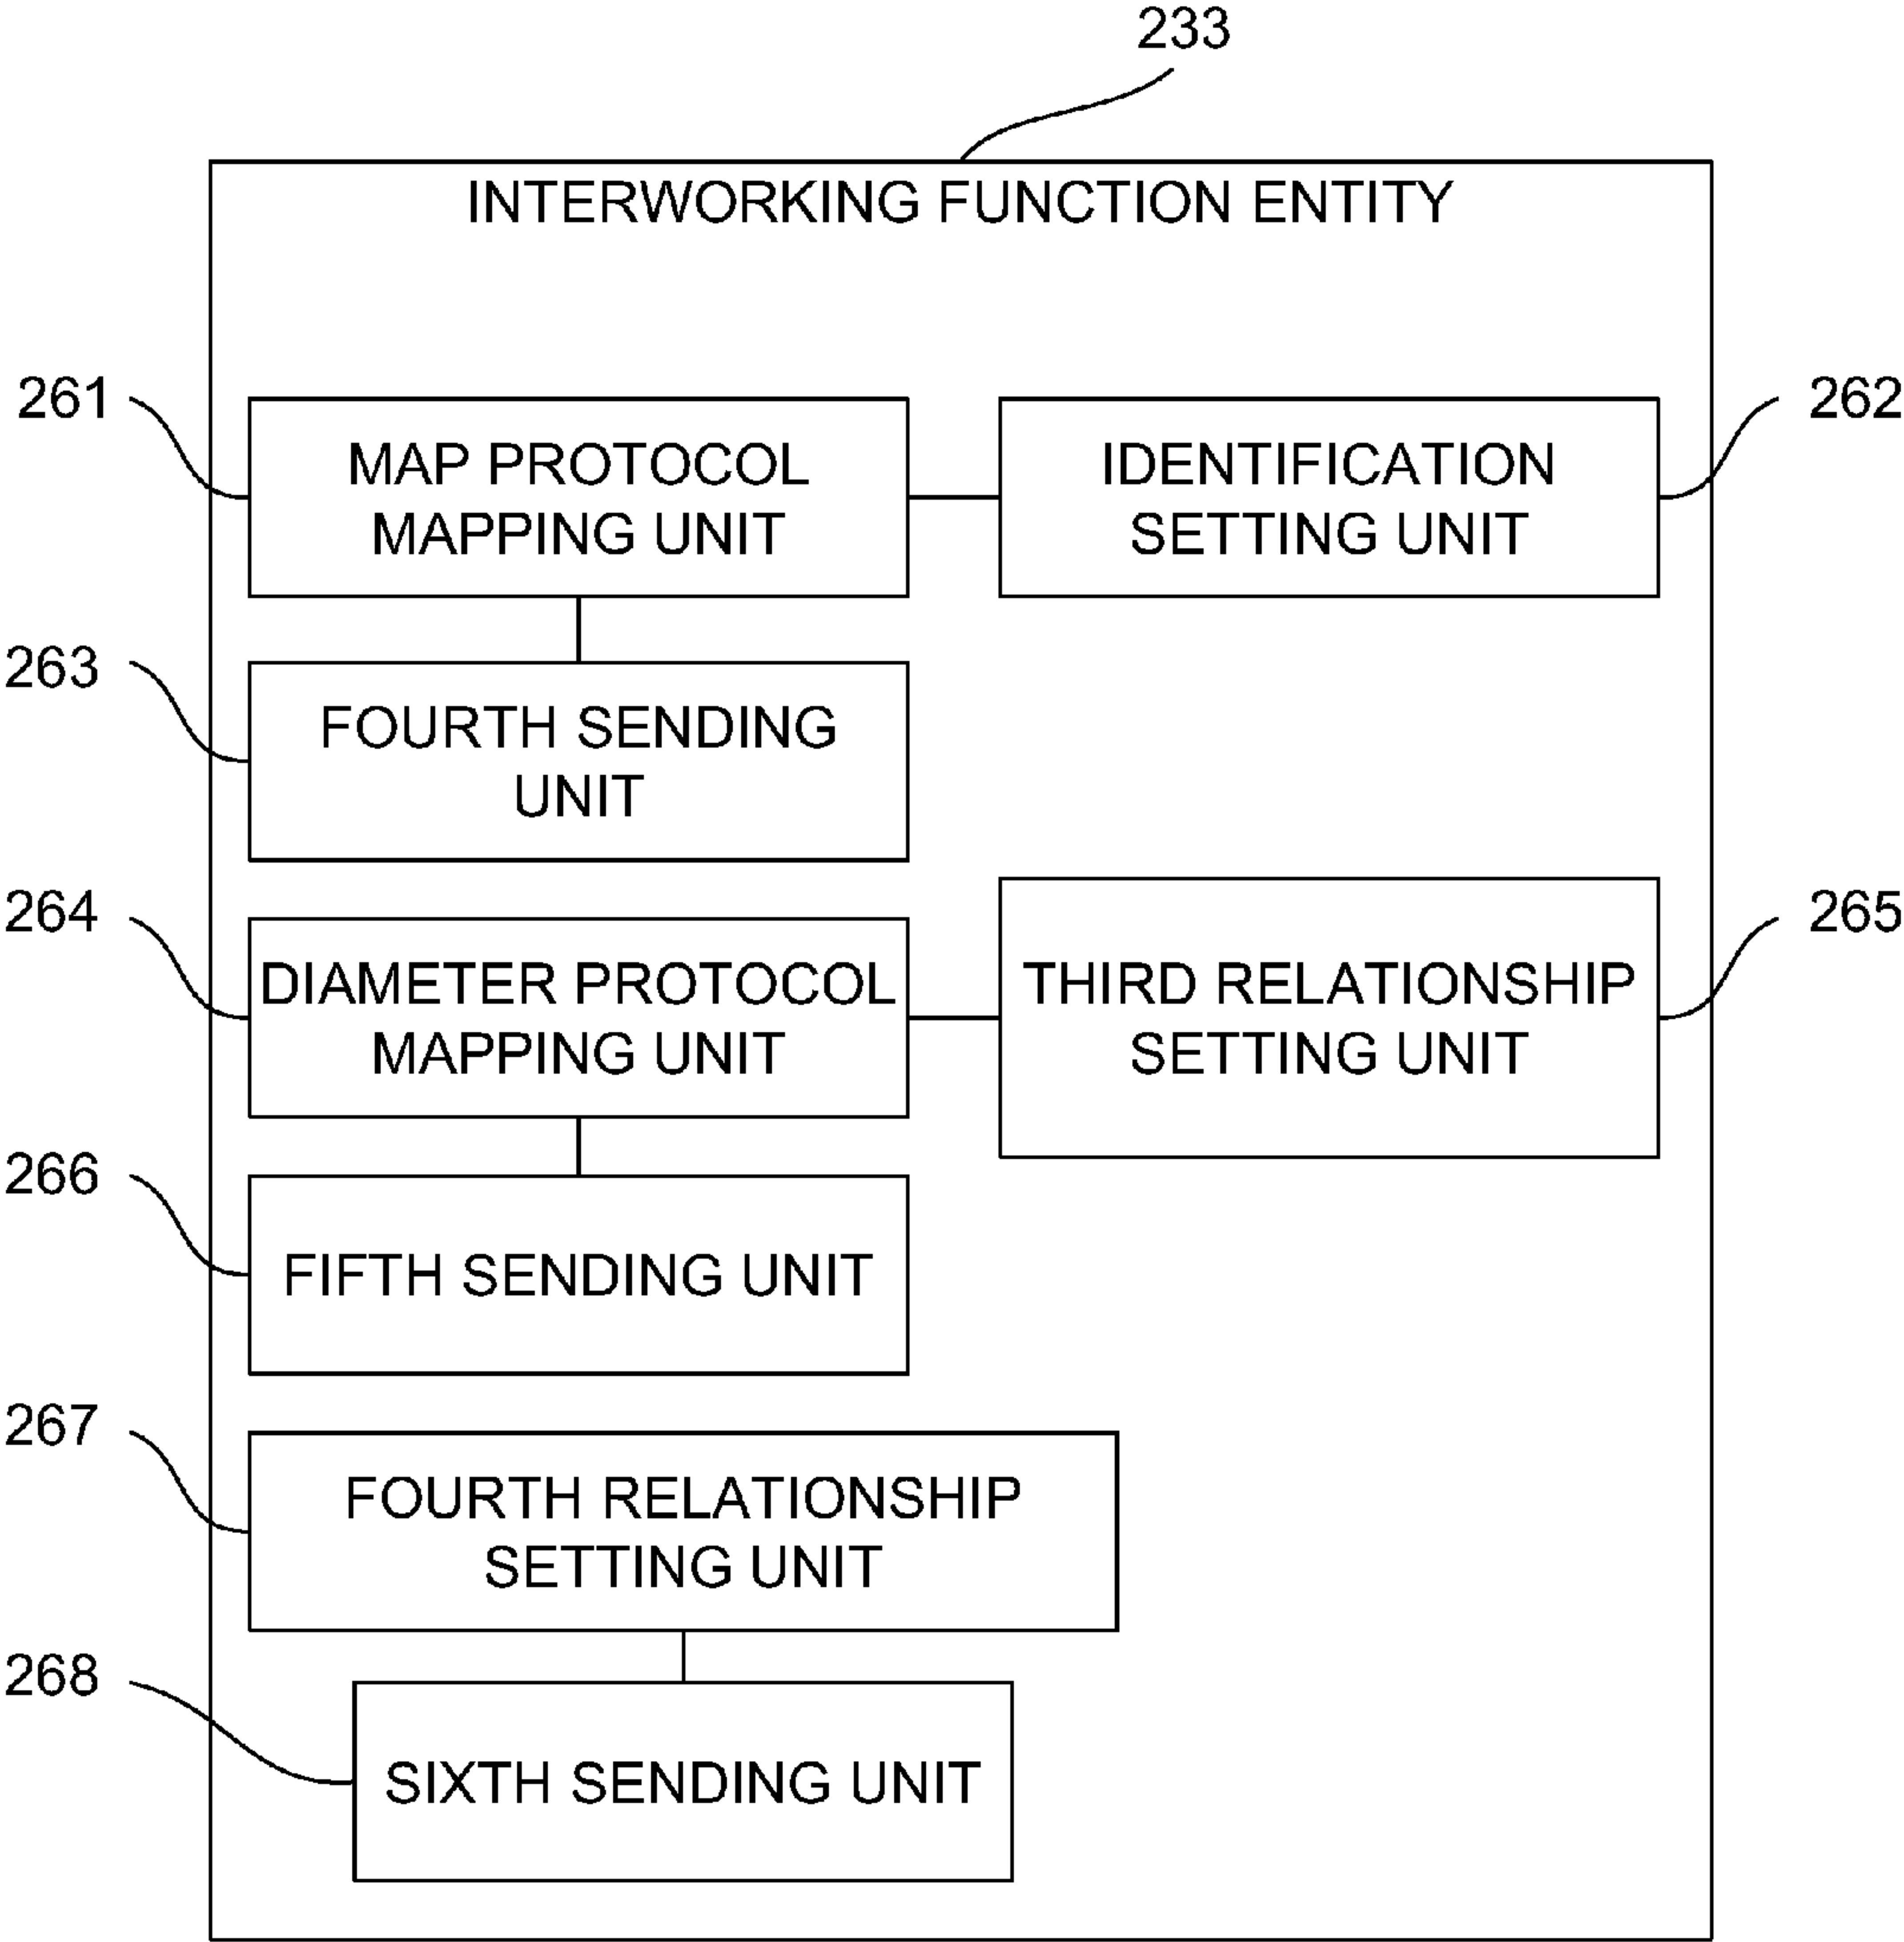 233
INTERWORKING FUNCTION ENTITY
261
MAP PROTOCOL
MAPPING UNIT
IDENTIFICATION
SETTING UNIT
262
263
FOURTH SENDING
UNIT
264
DIAMETER PROTOCOL
MAPPING UNIT
THIRD RELATIONSHIP
SETTING UNIT
265
266
FIFTH SENDING UNIT
267
FOURTH RELATIONSHIP
SETTING UNIT
268
SIXTH SENDING UNIT